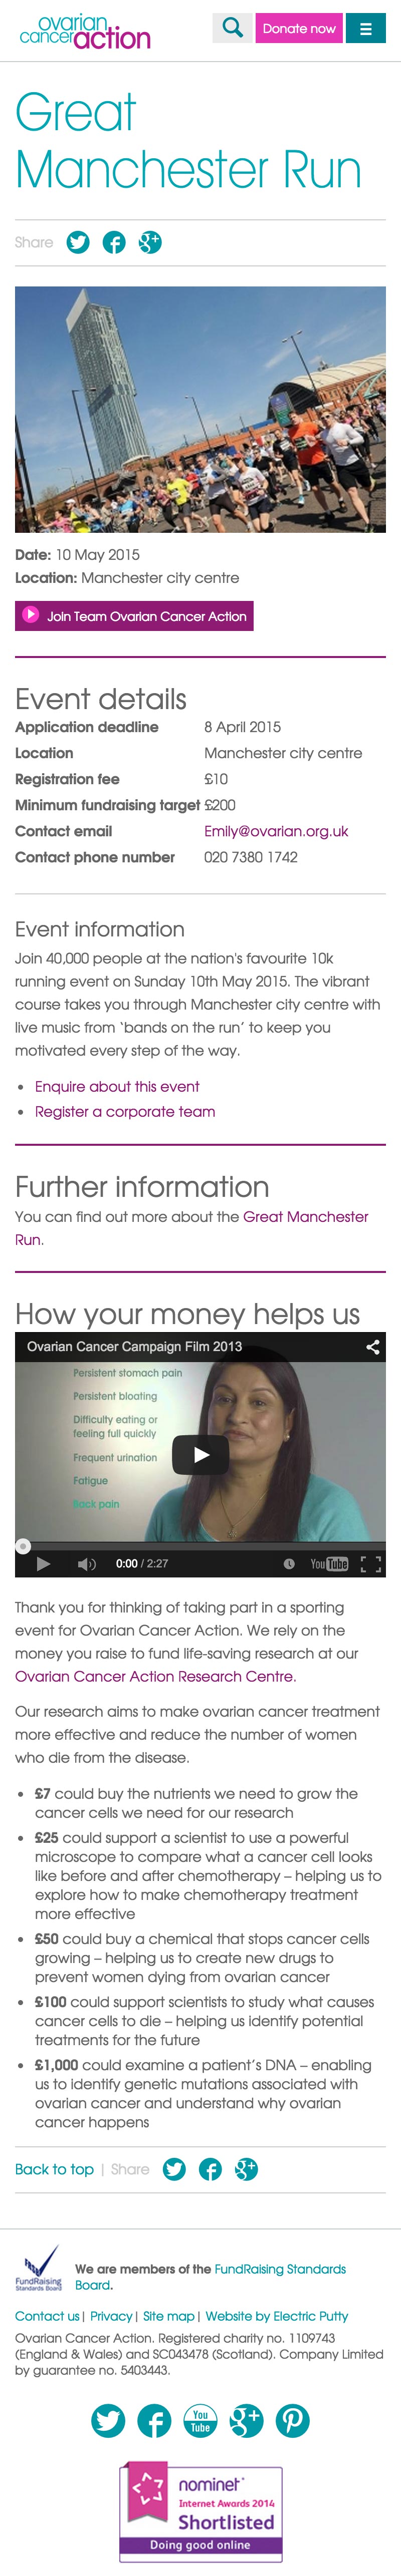 ovarian
canceraction
Donate now
Great
Manchester Run
Share
Date: 10 May 2015
Location: Manchester city centre
Join Team Ovarian Cancer Action
Event details
Application deadline 8 April 2015
Location Manchester city centre
Registration fee £10
Minimum fundraising target £200
Contact email Emily@ovarian.org.uk
Contact phone number 020 7380 1742
Event information
Join 40,000 people at the nation's favourite 10k
running event on Sunday 10th May 2015. The vibrant
course takes you through Manchester city centre with
live music from ‘bands on the run’ to keep you
motivated every step of the way.
• Enquire about this event
• Register a corporate team
Further information
You can find out more about the Great Manchester
Run.
How your money helps us
Ovarian Cancer Campaign Film 2013
Persistent stomach pain
Persistent bloating
Difficulty eating or
feeling full quickly
Frequent urination
Fatigue
Back pain
0:00 / 2:27
YouTube
Thank you for thinking of taking part in a sporting
event for Ovarian Cancer Action. We rely on the
money you raise to fund life-saving research at our
Ovarian Cancer Action Research Centre.
Our research aims to make ovarian cancer treatment
more effective and reduce the number of women
who die from the disease.
• £7 could buy the nutrients we need to grow the
cancer cells we need for our research
• £25 could support a scientist to use a powerful
microscope to compare what a cancer cell looks
like before and after chemotherapy – helping us to
explore how to make chemotherapy treatment
more effective
• £50 could buy a chemical that stops cancer cells
growing – helping us to create new drugs to
prevent women dying from ovarian cancer
• £100 could support scientists to study what causes
cancer cells to die – helping us identify potential
treatments for the future
• £1,000 could examine a patient’s DNA – enabling
us to identify genetic mutations associated with
ovarian cancer and understand why ovarian
cancer happens
Back to top | Share
FundRaising
Standards Board
We are members of the FundRaising Standards
Board.
Contact us | Privacy | Site map | Website by Electric Putty
Ovarian Cancer Action. Registered charity no. 1109743
(England & Wales) and SC043478 (Scotland). Company Limited
by guarantee no. 5403443.
You
Tube
nominet
Internet Awards 2014
Shortlisted
Doing good online